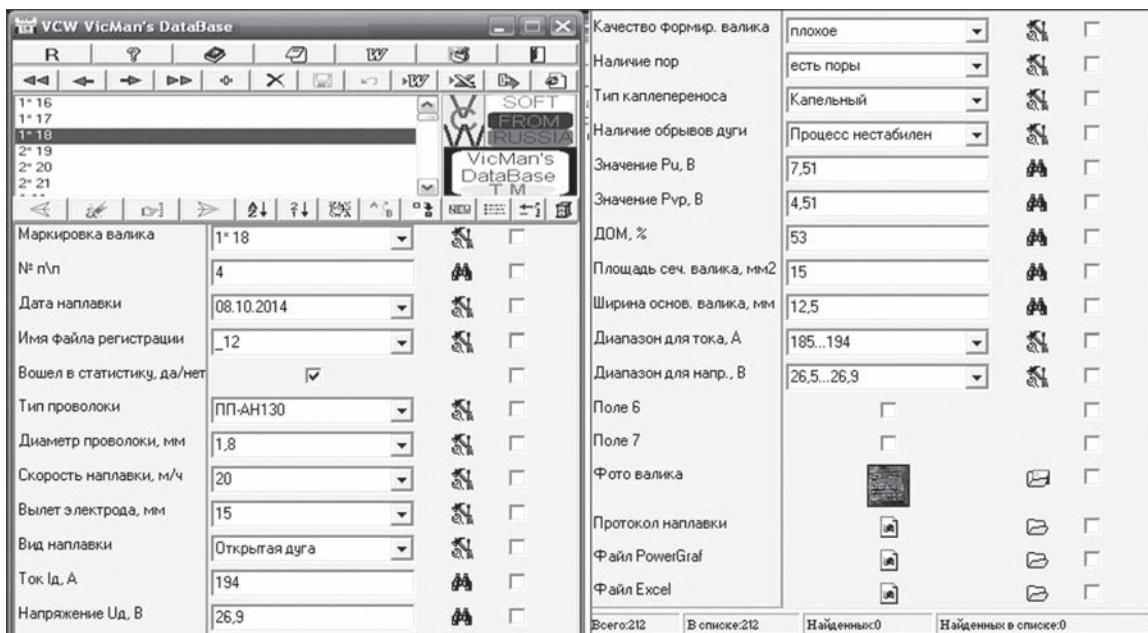 VCW VicMan's DataBase
R ? W
W
1" 16
1" 17
1" 18
2" 19
2" 20
2" 21
SOFT
FROM
RUSSIA
VCW
VicMan's
DataBase
T M
NEW
Маркировка валика 1" 18
№ п\п 4
Дата наплавки 08.10.2014
Имя файла регистрации _12
Вошел в статистику, да/нет
Тип проволоки ПП-АН130
Диаметр проволоки, мм 1,8
Скорость наплавки, м/ч 20
Вылет электрода, мм 15
Вид наплавки Открытая дуга
Ток Iд, А 194
Напряжение Uд, В 26,9
Качество формир. валика плохое
Наличие пор есть поры
Тип каплепереноса Капельный
Наличие обрывов дуги Процесс нестабилен
Значение Pu, В 7,51
Значение Pvp, В 4,51
ДОМ, % 53
Площадь сеч. валика, мм2 15
Ширина основ. валика, мм 12,5
Диапазон для тока, А 185...194
Диапазон для напр., В 26,5...26,9
Поле 6
Поле 7
Фото валика
Протокол наплавки
Файл PowerGraf
Файл Excel
Всего:212 В списке:212 Найденных:0 Найденных в списке:0